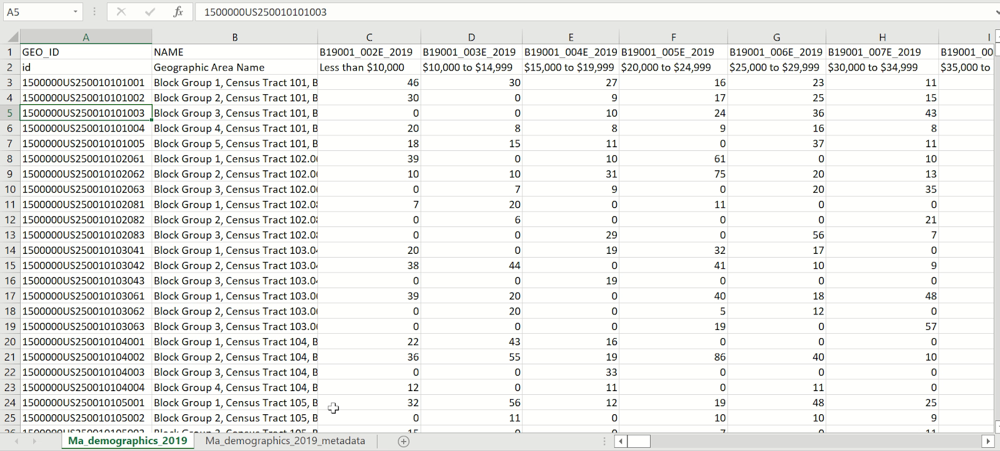 A5 fx 1500000US250010101003
A B C D E F G H I
1 GEO_ID NAME B19001_002E_2019 B19001_003E_2019 B19001_004E_2019 B19001_005E_2019 B19001_006E_2019 B19001_007E_2019 B19001_00
2 id Geographic Area Name Less than $10,000 $10,000 to $14,999 $15,000 to $19,999 $20,000 to $24,999 $25,000 to $29,999 $30,000 to $34,999 $35,000 to
3 1500000US250010101001 Block Group 1, Census Tract 101, B 46 30 27 16 23 11
4 1500000US250010101002 Block Group 2, Census Tract 101, B 30 0 9 17 25 15
5 1500000US250010101003 Block Group 3, Census Tract 101, B 0 0 10 24 36 43
6 1500000US250010101004 Block Group 4, Census Tract 101, B 20 8 8 9 16 8
7 1500000US250010101005 Block Group 5, Census Tract 101, B 18 15 11 0 37 11
8 1500000US250010102061 Block Group 1, Census Tract 102.0 39 0 10 61 0 10
9 1500000US250010102062 Block Group 2, Census Tract 102.0 10 10 31 75 20 13
10 1500000US250010102063 Block Group 3, Census Tract 102.0 0 7 9 0 20 35
11 1500000US250010102081 Block Group 1, Census Tract 102.08 7 20 0 11 0 0
12 1500000US250010102082 Block Group 2, Census Tract 102.08 0 6 0 0 0 21
13 1500000US250010102083 Block Group 3, Census Tract 102.08 0 0 29 0 56 7
14 1500000US250010103041 Block Group 1, Census Tract 103.04 20 0 19 32 17 0
15 1500000US250010103042 Block Group 2, Census Tract 103.04 38 44 0 41 10 9
16 1500000US250010103043 Block Group 3, Census Tract 103.04 0 0 19 0 0 0
17 1500000US250010103061 Block Group 1, Census Tract 103.0 39 20 0 40 18 48
18 1500000US250010103062 Block Group 2, Census Tract 103.0 0 20 0 5 12 0
19 1500000US250010103063 Block Group 3, Census Tract 103.0 0 0 0 19 0 57
20 1500000US250010104001 Block Group 1, Census Tract 104, B 22 43 16 0 0 0
21 1500000US250010104002 Block Group 2, Census Tract 104, B 36 55 19 86 40 10
22 1500000US250010104003 Block Group 3, Census Tract 104, B 0 0 33 0 0 0
23 1500000US250010104004 Block Group 4, Census Tract 104, B 12 0 11 0 11 0
24 1500000US250010105001 Block Group 1, Census Tract 105, B 32 56 12 19 48 25
25 1500000US250010105002 Block Group 2, Census Tract 105, B 0 11 0 10 10 9
Ma_demographics_2019 Ma_demographics_2019_metadata